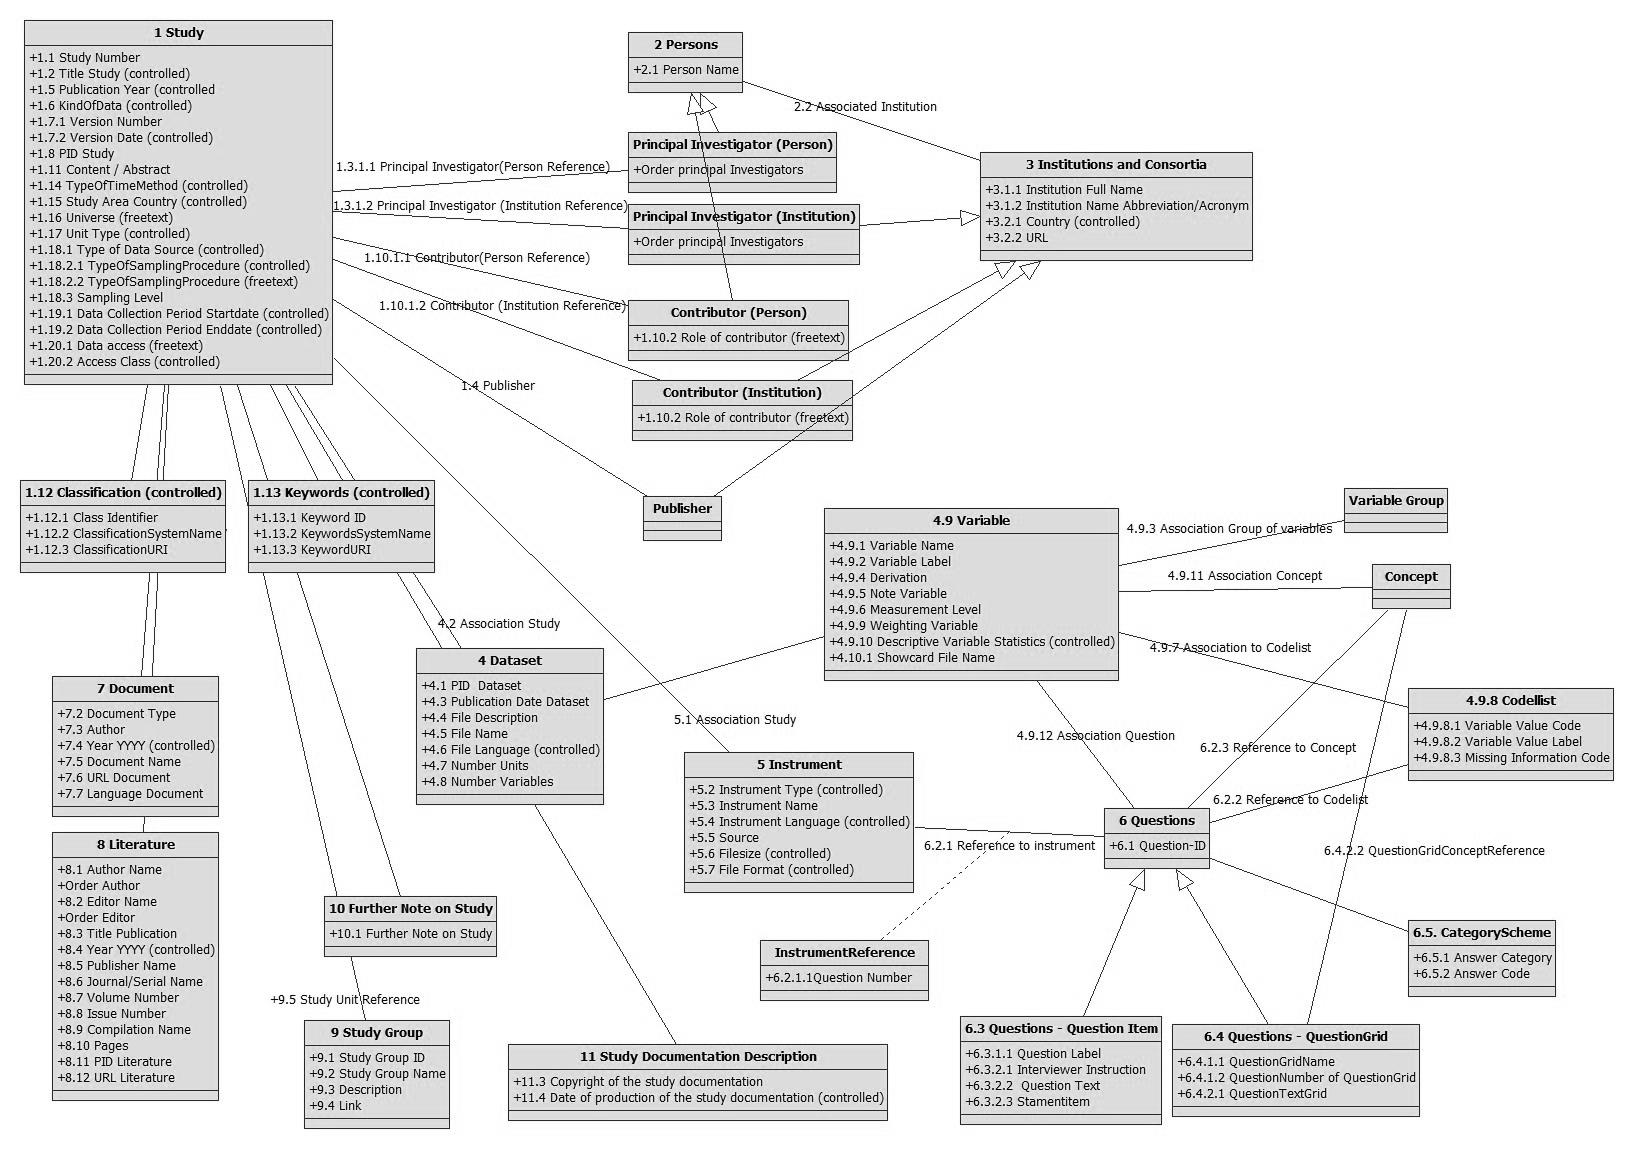 1 Study
+1.1 Study Number
+1.2 Title Study (controlled)
+1.5 Publication Year (controlled
+1.6 KindOfData (controlled)
+1.7.1 Version Number
+1.7.2 Version Date (controlled)
+1.8 PID Study
+1.11 Content / Abstract
+1.14 TypeOfTimeMethod (controlled)
+1.15 Study Area Country (controlled)
+1.16 Universe (freetext)
+1.17 Unit Type (controlled)
+1.18.1 Type of Data Source (controlled)
+1.18.2.1 TypeOfSamplingProcedure (controlled)
+1.18.2.2 TypeOfSamplingProcedure (freetext)
+1.18.3 Sampling Level
+1.19.1 Data Collection Period Startdate (controlled)
+1.19.2 Data Collection Period Enddate (controlled)
+1.20.1 Data access (freetext)
+1.20.2 Access Class (controlled)
2 Persons
+2.1 Person Name
2.2 Associated Institution
1.3.1.1 Principal Investigator(Person Reference)
Principal Investigator (Person)
+Order principal Investigators
1.3.1.2 Principal Investigator (Institution Reference)
Principal Investigator (Institution)
+Order principal Investigators
3 Institutions and Consortia
+3.1.1 Institution Full Name
+3.1.2 Institution Name Abbreviation/Acronym
+3.2.1 Country (controlled)
+3.2.2 URL
1.10.1.1 Contributor(Person Reference)
1.10.1.2 Contributor (Institution Reference)
Contributor (Person)
+1.10.2 Role of contributor (freetext)
1.4 Publisher
Contributor (Institution)
+1.10.2 Role of contributor (freetext)
Publisher
1.12 Classification (controlled)
+1.12.1 Class Identifier
+1.12.2 ClassificationSystemName
+1.12.3 ClassificationURI
1.13 Keywords (controlled)
+1.13.1 Keyword ID
+1.13.2 KeywordsSystemName
+1.13.3 KeywordURI
4.9 Variable
+4.9.1 Variable Name
+4.9.2 Variable Label
+4.9.4 Derivation
+4.9.5 Note Variable
+4.9.6 Measurement Level
+4.9.9 Weighting Variable
+4.9.10 Descriptive Variable Statistics (controlled)
+4.10.1 Showcard File Name
Variable Group
4.9.3 Association Group of variables
4.9.11 Association Concept
Concept
4.9.7 Association to Codelist
4.2 Association Study
4 Dataset
+4.1 PID  Dataset
+4.3 Publication Date Dataset
+4.4 File Description
+4.5 File Name
+4.6 File Language (controlled)
+4.7 Number Units
+4.8 Number Variables
7 Document
+7.2 Document Type
+7.3 Author
+7.4 Year YYYY (controlled)
+7.5 Document Name
+7.6 URL Document
+7.7 Language Document
5.1 Association Study
4.9.12 Association Question
6.2.3 Reference to Concept
4.9.8 Codellist
+4.9.8.1 Variable Value Code
+4.9.8.2 Variable Value Label
+4.9.8.3 Missing Information Code
5 Instrument
+5.2 Instrument Type (controlled)
+5.3 Instrument Name
+5.4 Instrument Language (controlled)
+5.5 Source
+5.6 Filesize (controlled)
+5.7 File Format (controlled)
6.2.2 Reference to Codelist
6 Questions
+6.1 Question-ID
6.2.1 Reference to instrument
6.4.2.2 QuestionGridConceptReference
8 Literature
+8.1 Author Name
+Order Author
+8.2 Editor Name
+Order Editor
+8.3 Title Publication
+8.4 Year YYYY (controlled)
+8.5 Publisher Name
+8.6 Journal/Serial Name
+8.7 Volume Number
+8.8 Issue Number
+8.9 Compilation Name
+8.10 Pages
+8.11 PID Literature
+8.12 URL Literature
10 Further Note on Study
+10.1 Further Note on Study
InstrumentReference
+6.2.1.1Question Number
6.5. CategoryScheme
+6.5.1 Answer Category
+6.5.2 Answer Code
+9.5 Study Unit Reference
9 Study Group
+9.1 Study Group ID
+9.2 Study Group Name
+9.3 Description
+9.4 Link
11 Study Documentation Description
+11.3 Copyright of the study documentation
+11.4 Date of production of the study documentation (controlled)
6.3 Questions - Question Item
+6.3.1.1 Question Label
+6.3.2.1 Interviewer Instruction
+6.3.2.2  Question Text
+6.3.2.3 Stamentitem
6.4 Questions - QuestionGrid
+6.4.1.1 QuestionGridName
+6.4.1.2 QuestionNumber of QuestionGrid
+6.4.2.1 QuestionTextGrid